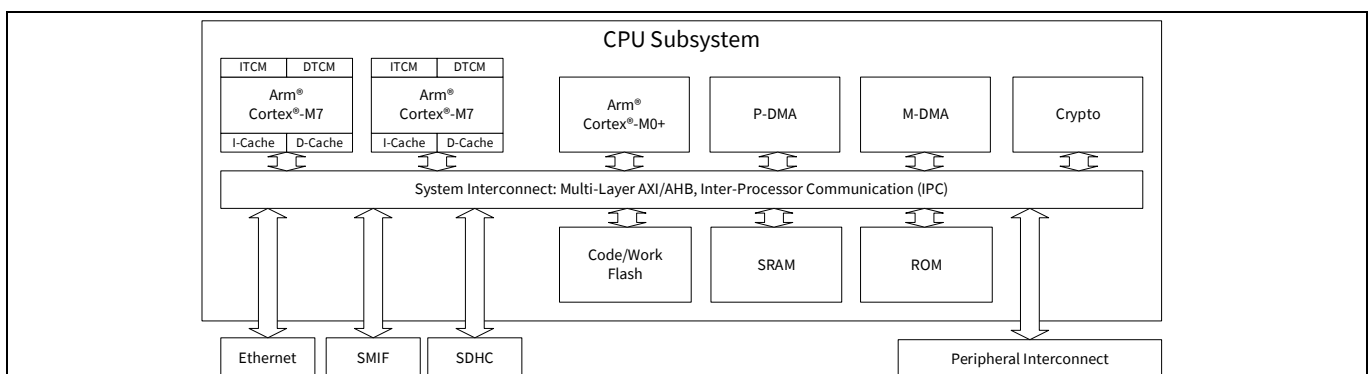 CPU Subsystem
ITCM DTCM
Arm®
Cortex®-M7
I-Cache D-Cache
ITCM DTCM
Arm®
Cortex®-M7
I-Cache D-Cache
Arm®
Cortex®-M0+
P-DMA
M-DMA
Crypto
System Interconnect: Multi-Layer AXI/AHB, Inter-Processor Communication (IPC)
Code/Work
Flash
SRAM
ROM
Ethernet
SMIF
SDHC
Peripheral Interconnect